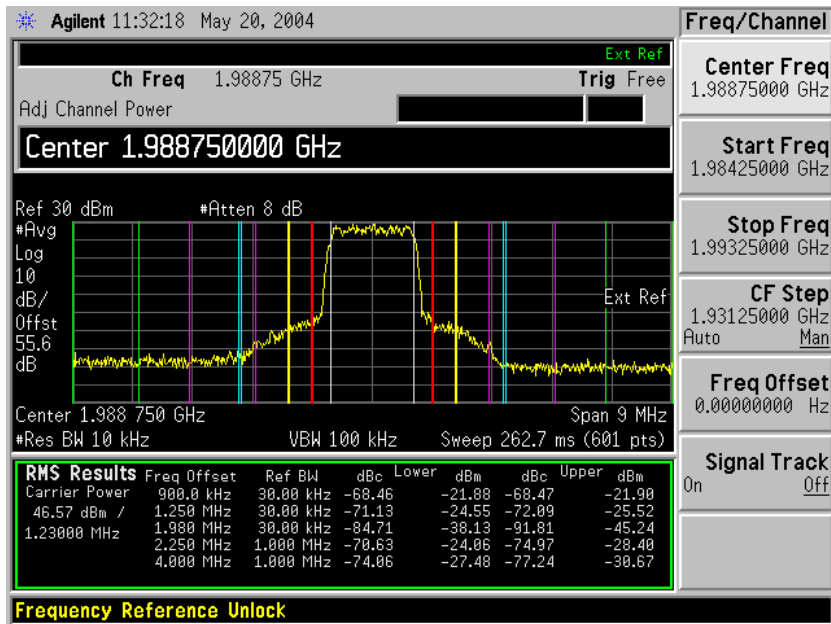 Agilent 11:32:18 May 20, 2004
Freq/Channel
Ext Ref
Ch Freq 1.98875 GHz Trig Free
Adj Channel Power
Center 1.988750000 GHz
Ref 30 dBm #Atten 8 dB
#Avg
Log
10
dB/
Offst
55.6
dB
Ext Ref
Center 1.988 750 GHz Span 9 MHz
#Res BW 10 kHz VBW 100 kHz Sweep 262.7 ms (601 pts)
RMS Results Freq Offset Ref BW dBc Lower dBm dBc Upper dBm
Carrier Power 900.0 kHz 30.00 kHz -68.46 -21.88 -68.47 -21.90
46.57 dBm / 1.250 MHz 30.00 kHz -71.13 -24.55 -72.09 -25.52
1.23000 MHz 1.980 MHz 30.00 kHz -84.71 -38.13 -91.81 -45.24
2.250 MHz 1.000 MHz -70.63 -24.06 -74.97 -28.40
4.000 MHz 1.000 MHz -74.06 -27.48 -77.24 -30.67
Frequency Reference Unlock
Center Freq
1.98875000 GHz
Start Freq
1.98425000 GHz
Stop Freq
1.99325000 GHz
CF Step
1.93125000 GHz
Auto Man
Freq Offset
0.00000000 Hz
Signal Track
On Off